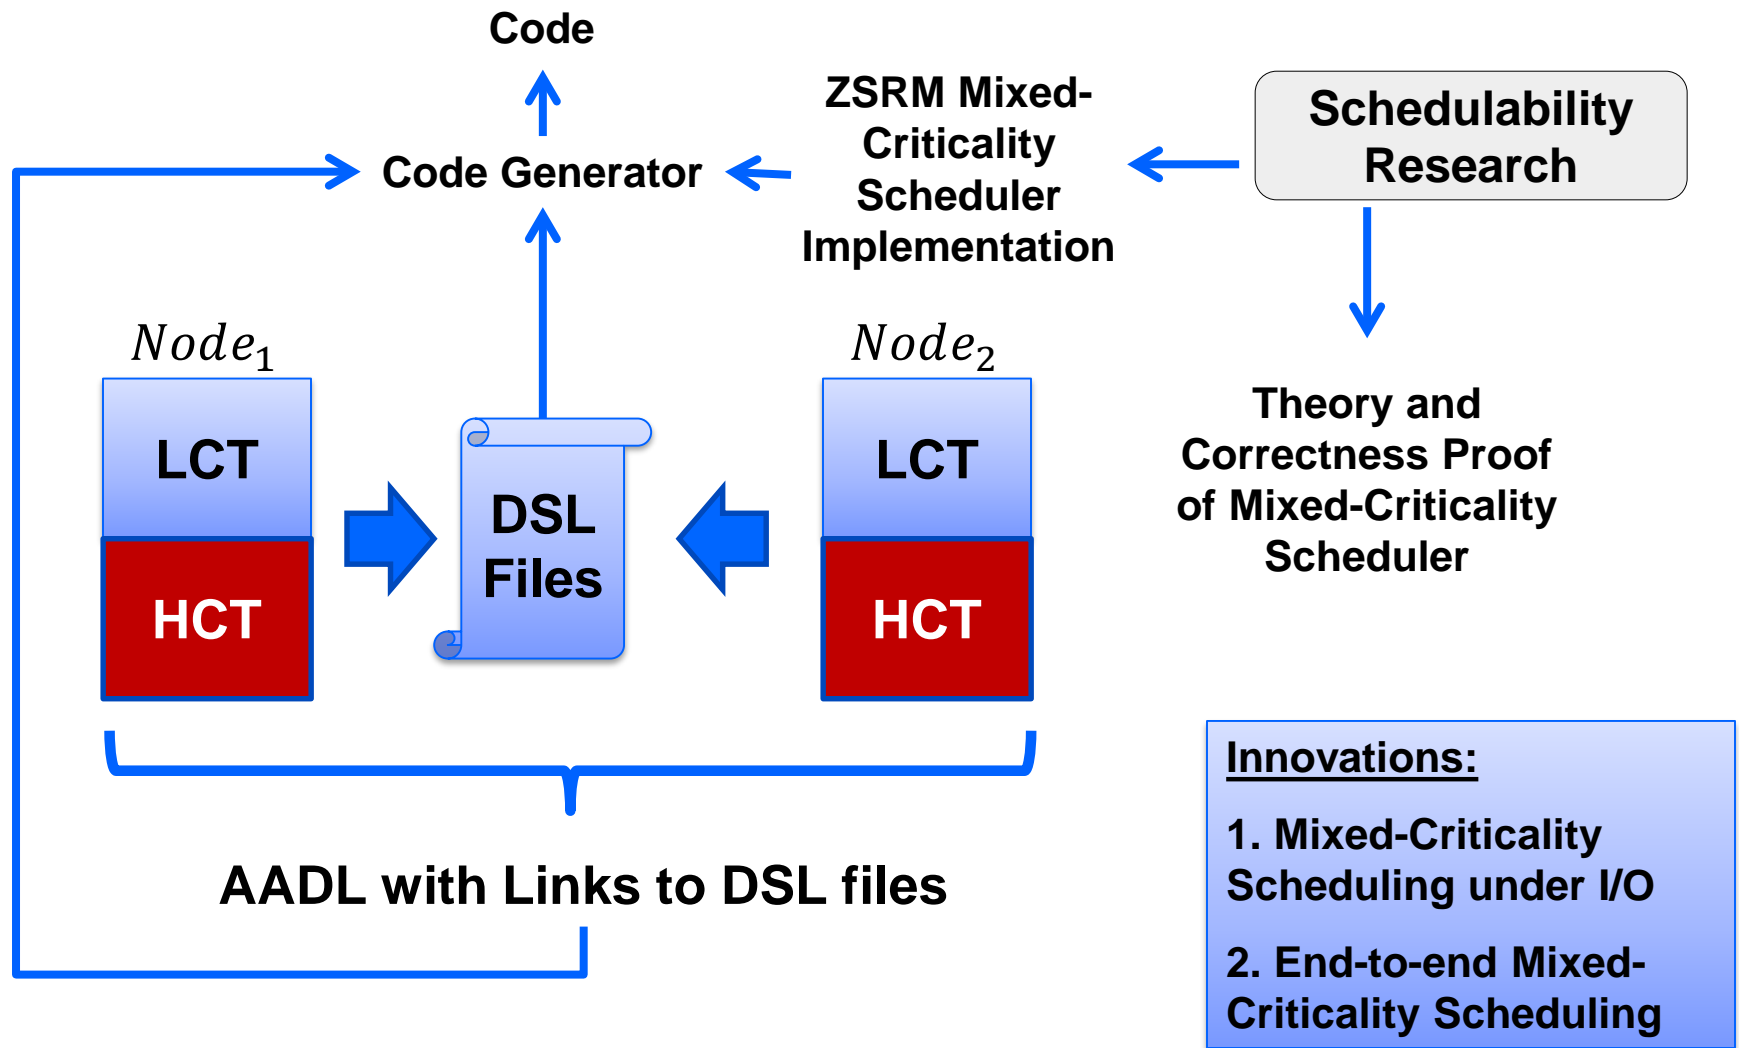 Code
ZSRM Mixed-
Criticality
Scheduler
Implementation
Schedulability
Research
Code Generator
Node₁
Node₂
LCT
HCT
DSL
Files
LCT
HCT
Theory and
Correctness Proof
of Mixed-Criticality
Scheduler
AADL with Links to DSL files
Innovations:
1. Mixed-Criticality
Scheduling under I/O
2. End-to-end Mixed-
Criticality Scheduling